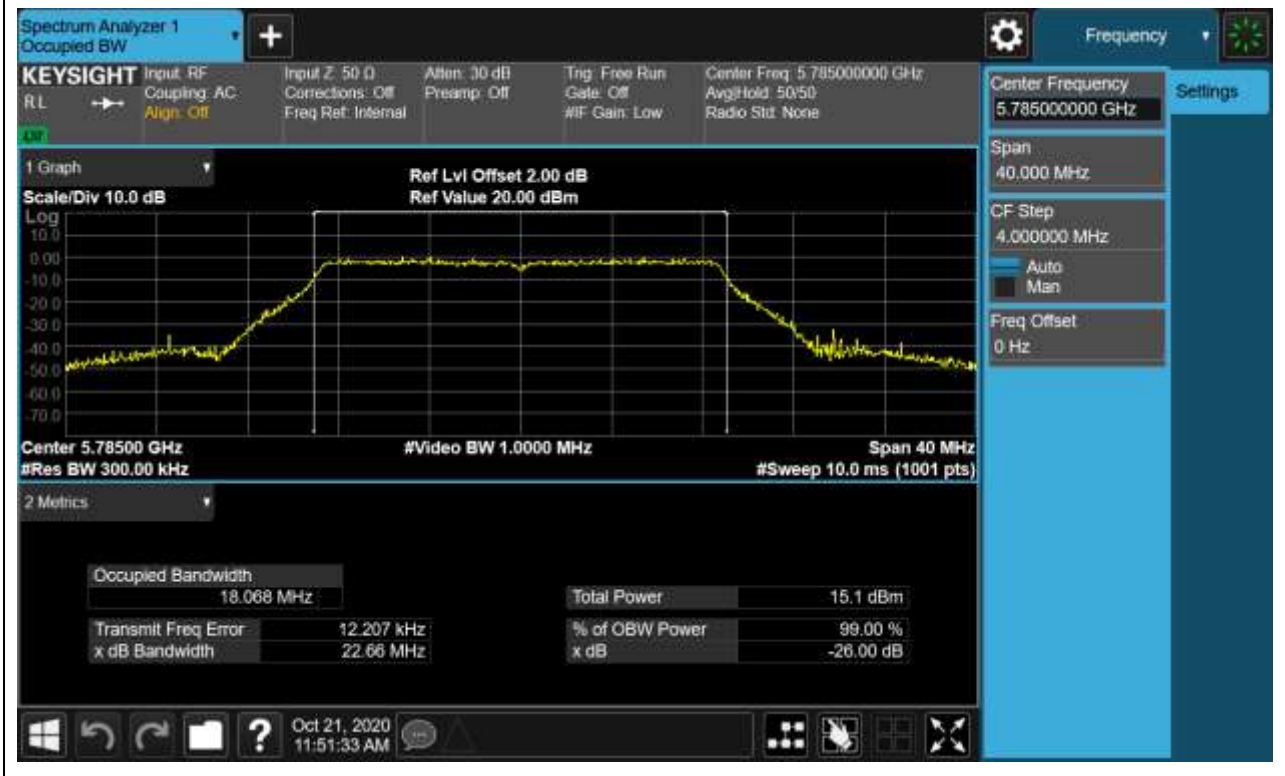 Spectrum Analyzer 1
Occupied BW
+
Frequency
KEYSIGHT
RL
Input: RF
Coupling: AC
Align: Off
Input Z: 50 Ω
Corrections: Off
Freq Ref: Internal
Atten: 30 dB
Preamp: Off
Trig: Free Run
Gate: Off
#IF Gain: Low
Center Freq: 5.785000000 GHz
Avg|Hold: 50/50
Radio Std: None
Center Frequency
5.785000000 GHz
Settings
Span
40.000 MHz
CF Step
4.000000 MHz
Auto
Man
Freq Offset
0 Hz
1 Graph
Scale/Div 10.0 dB
Ref Lvl Offset 2.00 dB
Ref Value 20.00 dBm
Log
10.0
0.00
-10.0
-20.0
-30.0
-40.0
-50.0
-60.0
-70.0
Center 5.78500 GHz
#Res BW 300.00 kHz
#Video BW 1.0000 MHz
Span 40 MHz
#Sweep 10.0 ms (1001 pts)
2 Metrics
Occupied Bandwidth
18.068 MHz
Transmit Freq Error 12.207 kHz
x dB Bandwidth 22.66 MHz
Total Power 15.1 dBm
% of OBW Power 99.00 %
x dB -26.00 dB
?
Oct 21, 2020
11:51:33 AM